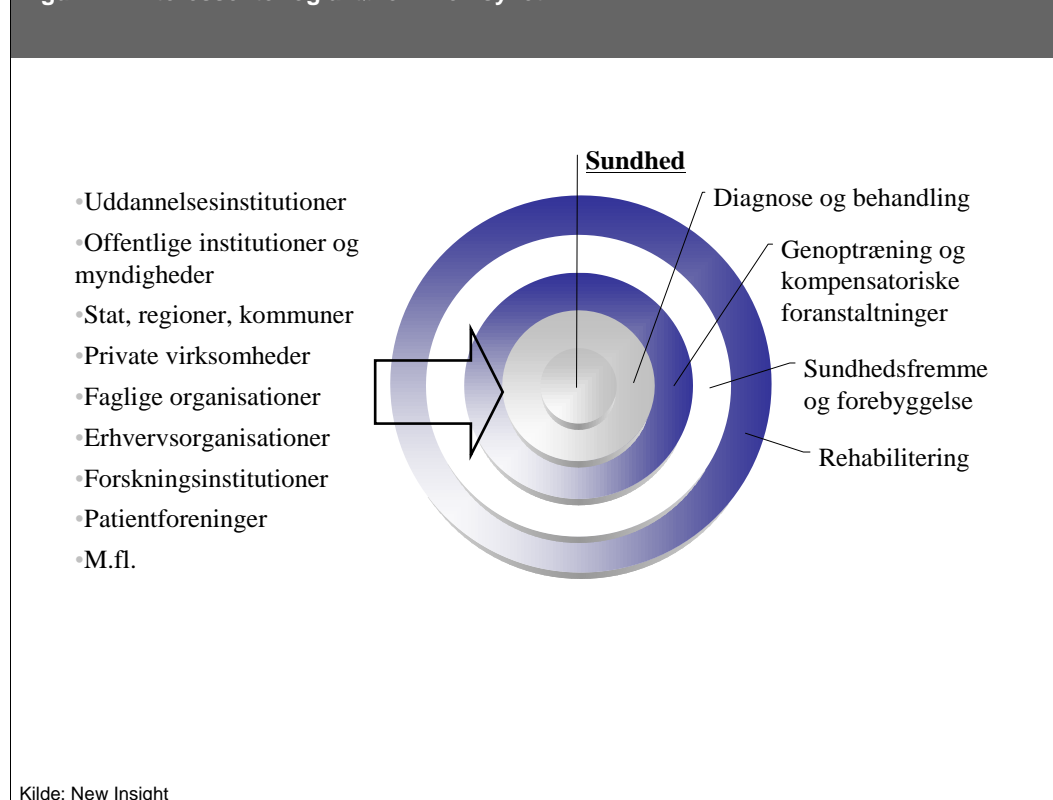 Sundhed
•Uddannelsesinstitutioner
•Offentlige institutioner og
myndigheder
•Stat, regioner, kommuner
•Private virksomheder
•Faglige organisationer
•Erhvervsorganisationer
•Forskningsinstitutioner
•Patientforeninger
•M.fl.
Diagnose og behandling
Genoptræning og
kompensatoriske
foranstaltninger
Sundhedsfremme
og forebyggelse
Rehabilitering
Kilde: New Insight